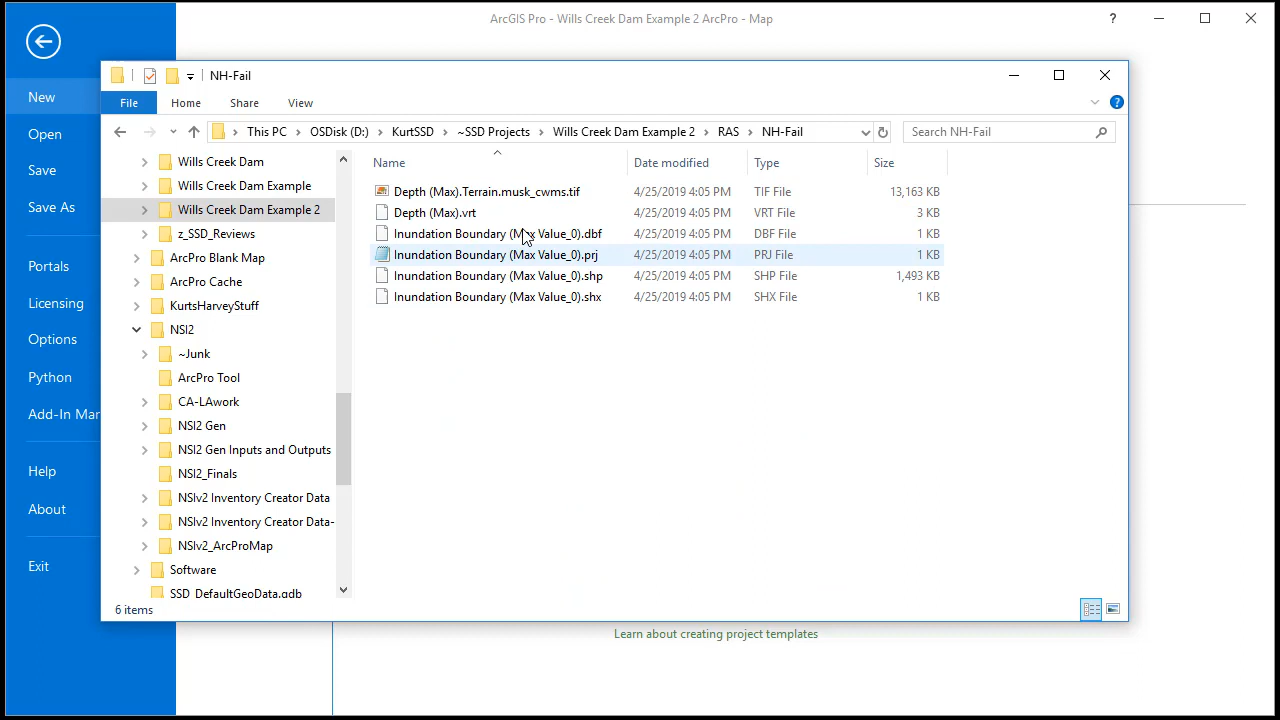 ArcGIS Pro - Wills Creek Dam Example 2 ArcPro - Map
?
New
Open
Save
Save As
Portals
Licensing
Options
Python
Add-In Mar
Help
About
Exit
NH-Fail
File
Home
Share
View
?
This PC
OSDisk (D:)
KurtSSD
~SSD Projects
Wills Creek Dam Example 2
RAS
NH-Fail
Search NH-Fail
Wills Creek Dam
Wills Creek Dam Example
Wills Creek Dam Example 2
z_SSD_Reviews
ArcPro Blank Map
ArcPro Cache
KurtsHarveyStuff
NSI2
~Junk
ArcPro Tool
CA-LAwork
NSI2 Gen
NSI2 Gen Inputs and Outputs
NSI2_Finals
NSIv2 Inventory Creator Data
NSIv2 Inventory Creator Data-
NSIv2_ArcProMap
Software
SSD_DefaultGeoData.gdb
Name Date modified Type Size
Depth (Max).Terrain.musk_cwms.tif 4/25/2019 4:05 PM TIF File 13,163 KB
Depth (Max).vrt 4/25/2019 4:05 PM VRT File 3 KB
Inundation Boundary (Max Value_0).dbf 4/25/2019 4:05 PM DBF File 1 KB
Inundation Boundary (Max Value_0).prj 4/25/2019 4:05 PM PRJ File 1 KB
Inundation Boundary (Max Value_0).shp 4/25/2019 4:05 PM SHP File 1,493 KB
Inundation Boundary (Max Value_0).shx 4/25/2019 4:05 PM SHX File 1 KB
6 items
Learn about creating project templates